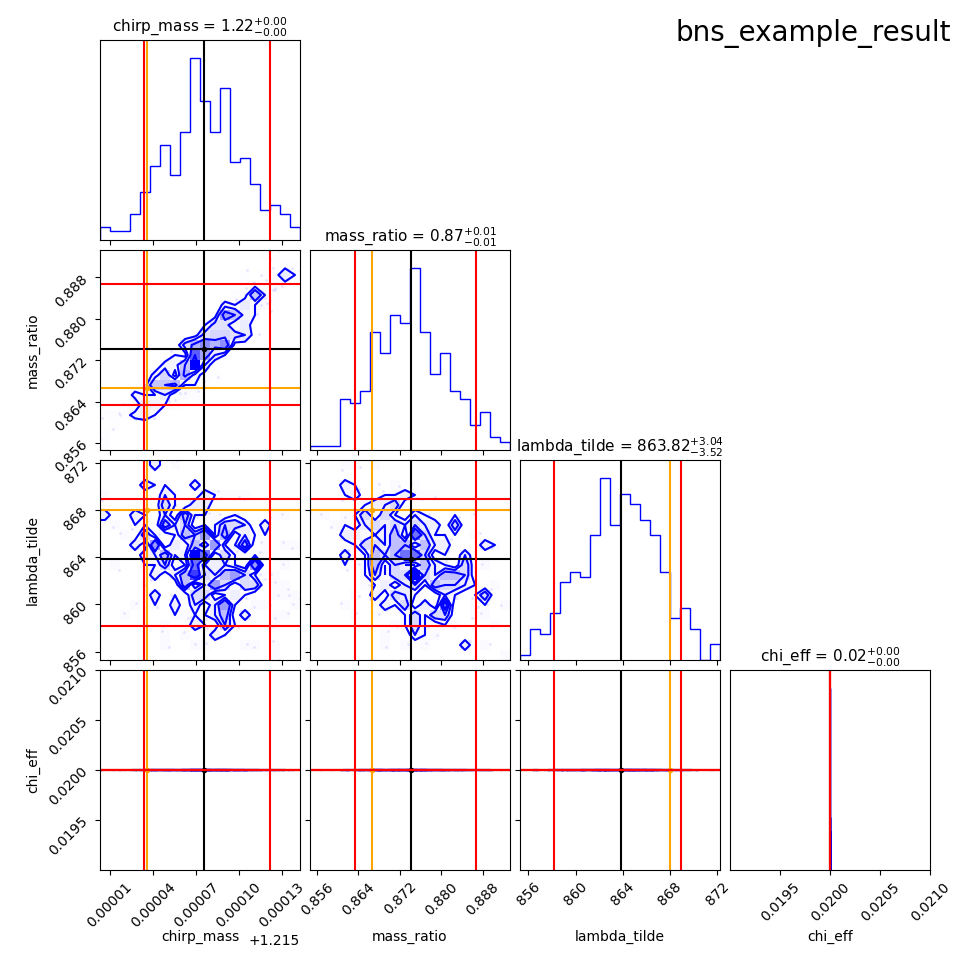 bns_example_result
chirp_mass = 1.22+0.00−0.00
mass_ratio = 0.87+0.01−0.01
0.888
0.880
0.872
0.864
0.856
mass_ratio
lambda_tilde = 863.82+3.04−3.52
872
868
864
860
856
lambda_tilde
chi_eff = 0.02+0.00−0.00
0.0210
0.0205
0.0200
0.0195
chi_eff
0.00001 0.00004 0.00007 0.00010 0.00013 0.856 0.864 0.872 0.880 0.888 856 860 864 868 872 0.0195 0.0200 0.0205 0.0210
chirp_mass +1.215 mass_ratio lambda_tilde chi_eff